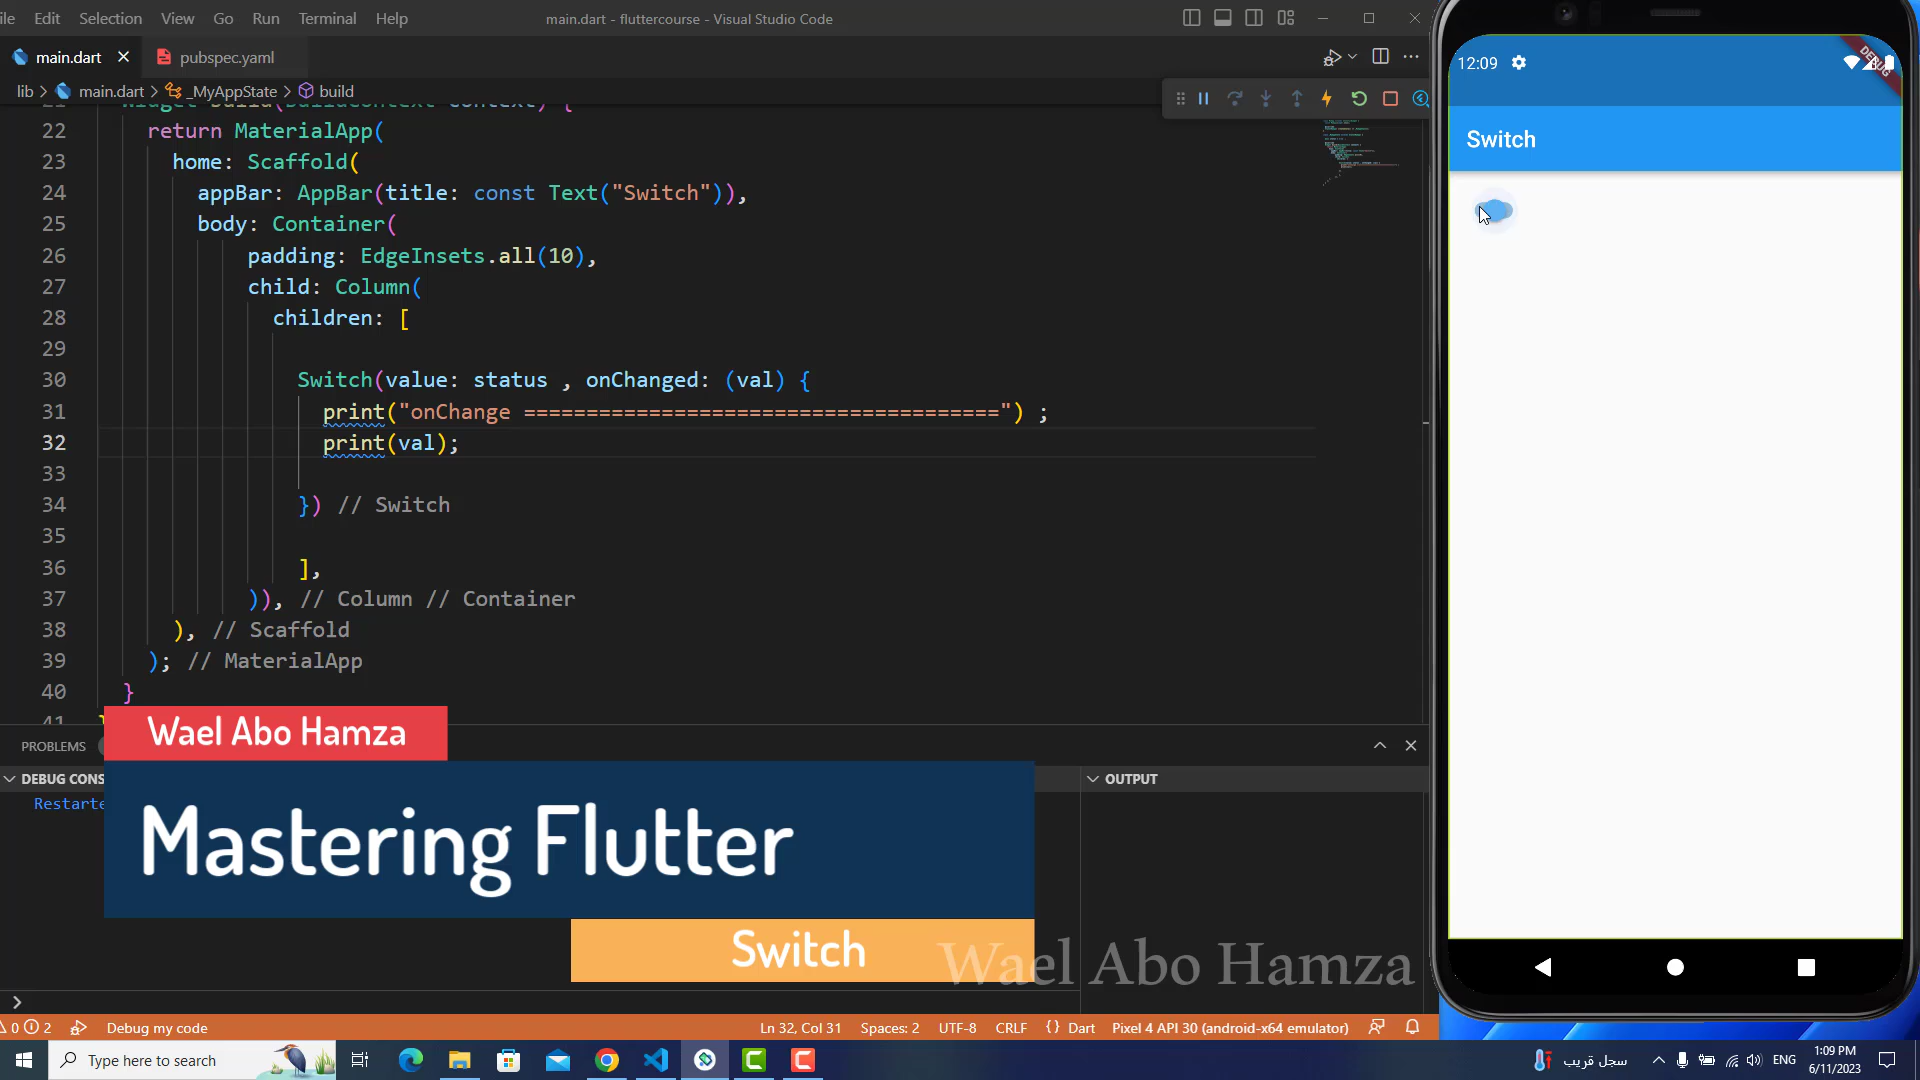 Edit Selection View Go Run Terminal Help
main.dart - fluttercourse - Visual Studio Code
main.dart
pubspec.yaml
lib > main.dart > _MyAppState > build
22 return MaterialApp(
23 home: Scaffold(
24 appBar: AppBar(title: const Text("Switch")),
25 body: Container(
26 padding: EdgeInsets.all(10),
27 child: Column(
28 children: [
29
30 Switch(value: status , onChanged: (val) {
31 print("onChange ======================================") ;
32 print(val);
33
34 }) // Switch
35
36 ],
37 )), // Column // Container
38 ), // Scaffold
39 ); // MaterialApp
40 }
41
PROBLEMS
DEBUG CONS
OUTPUT
Restarte
Wael Abo Hamza
Mastering Flutter
Switch
Wael Abo Hamza
0 2 Debug my code
Ln 32, Col 31 Spaces: 2 UTF-8 CRLF {} Dart Pixel 4 API 30 (android-x64 emulator)
Type here to search
سجل قريب
ENG
1:09 PM
6/11/2023
12:09
DEBUG
Switch